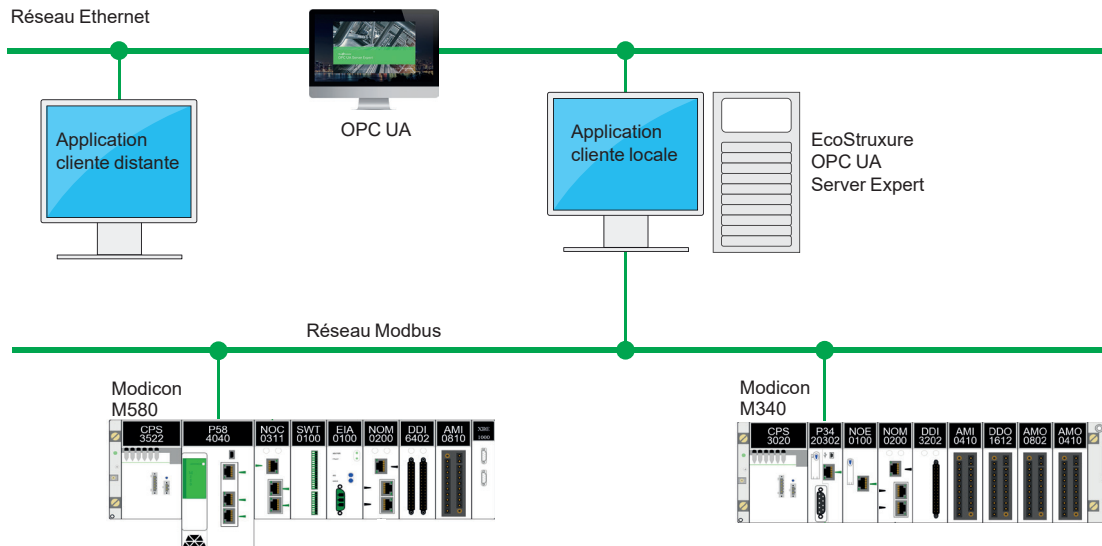 Réseau Ethernet
OPC UA
Application
cliente distante
Application
cliente locale
EcoStruxure
OPC UA
Server Expert
Réseau Modbus
Modicon
M580
CPS
3522
P58
4040
NOC
0311
SWT
0100
EIA
0100
NOM
0200
DDI
6402
AMI
0810
XBE
1000
Modicon
M340
CPS
3020
P34
20302
NOE
0100
NOM
0200
DDI
3202
AMI
0410
DDO
1612
AMO
0802
AMO
0410